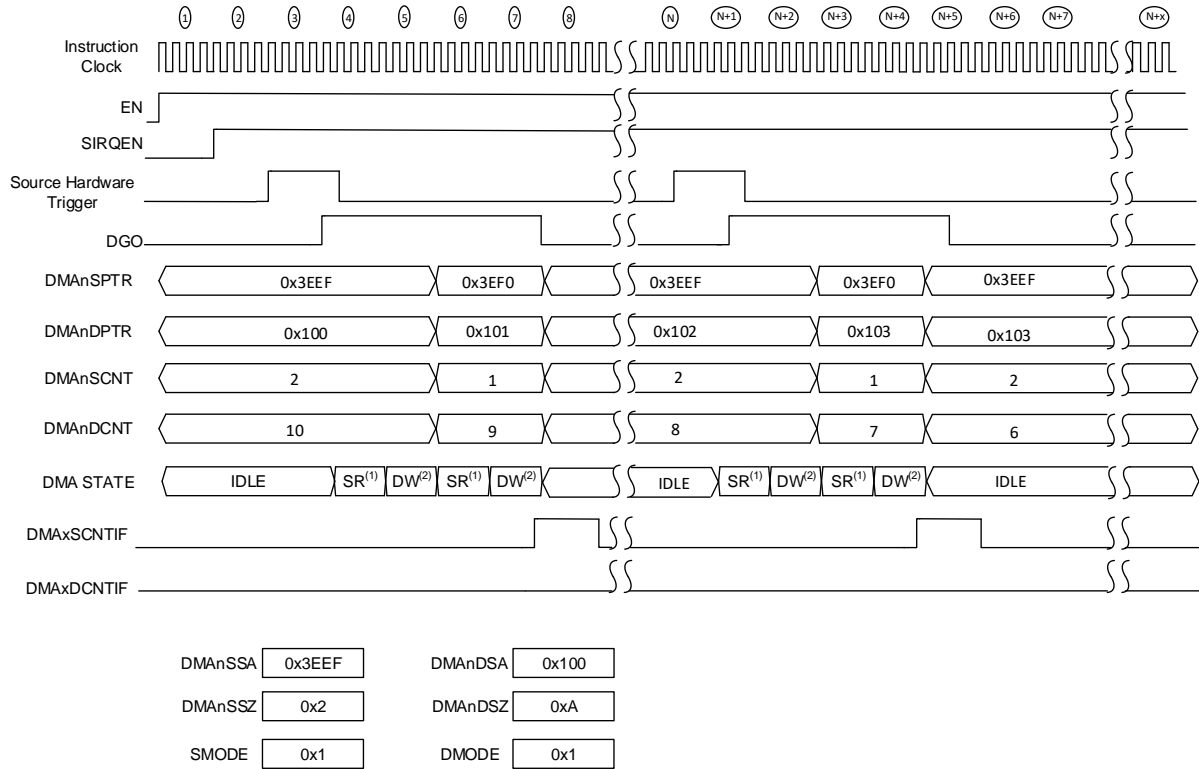 1 2 3 4 5 6 7 8 N N+1 N+2 N+3 N+4 N+5 N+6 N+7 N+x
Instruction
Clock
EN
SIRQEN
Source Hardware
Trigger
DGO
DMAnSPTR 0x3EEF 0x3EF0 0x3EEF 0x3EF0 0x3EEF
DMAnDPTR 0x100 0x101 0x102 0x103 0x103
DMAnSCNT 2 1 2 1 2
DMAnDCNT 10 9 8 7 6
DMA STATE IDLE SR(1) DW(2) SR(1) DW(2) IDLE SR(1) DW(2) SR(1) DW(2) IDLE
DMAxSCNTIF
DMAxDCNTIF
DMAnSSA 0x3EEF DMAnDSA 0x100
DMAnSSZ 0x2 DMAnDSZ 0xA
SMODE 0x1 DMODE 0x1